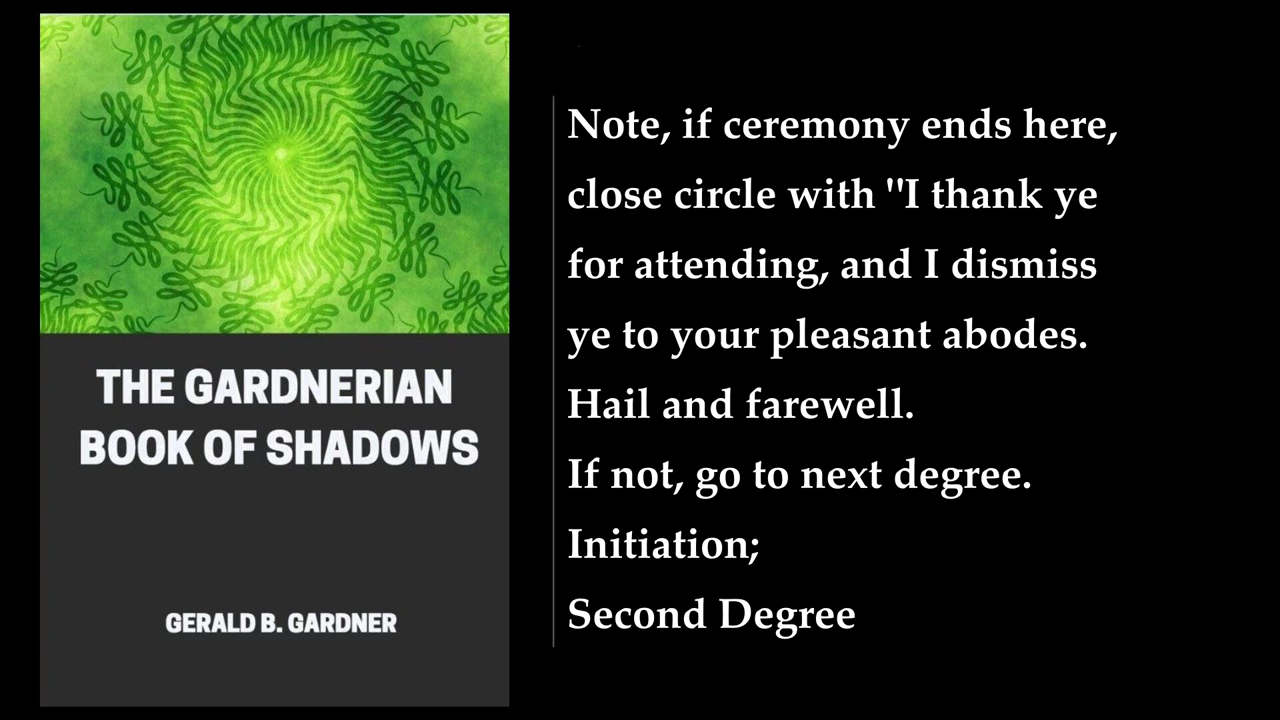 THE GARDNERIAN
BOOK OF SHADOWS
GERALD B. GARDNER
Note, if ceremony ends here,
close circle with "I thank ye
for attending, and I dismiss
ye to your pleasant abodes.
Hail and farewell.
If not, go to next degree.
Initiation;
Second Degree